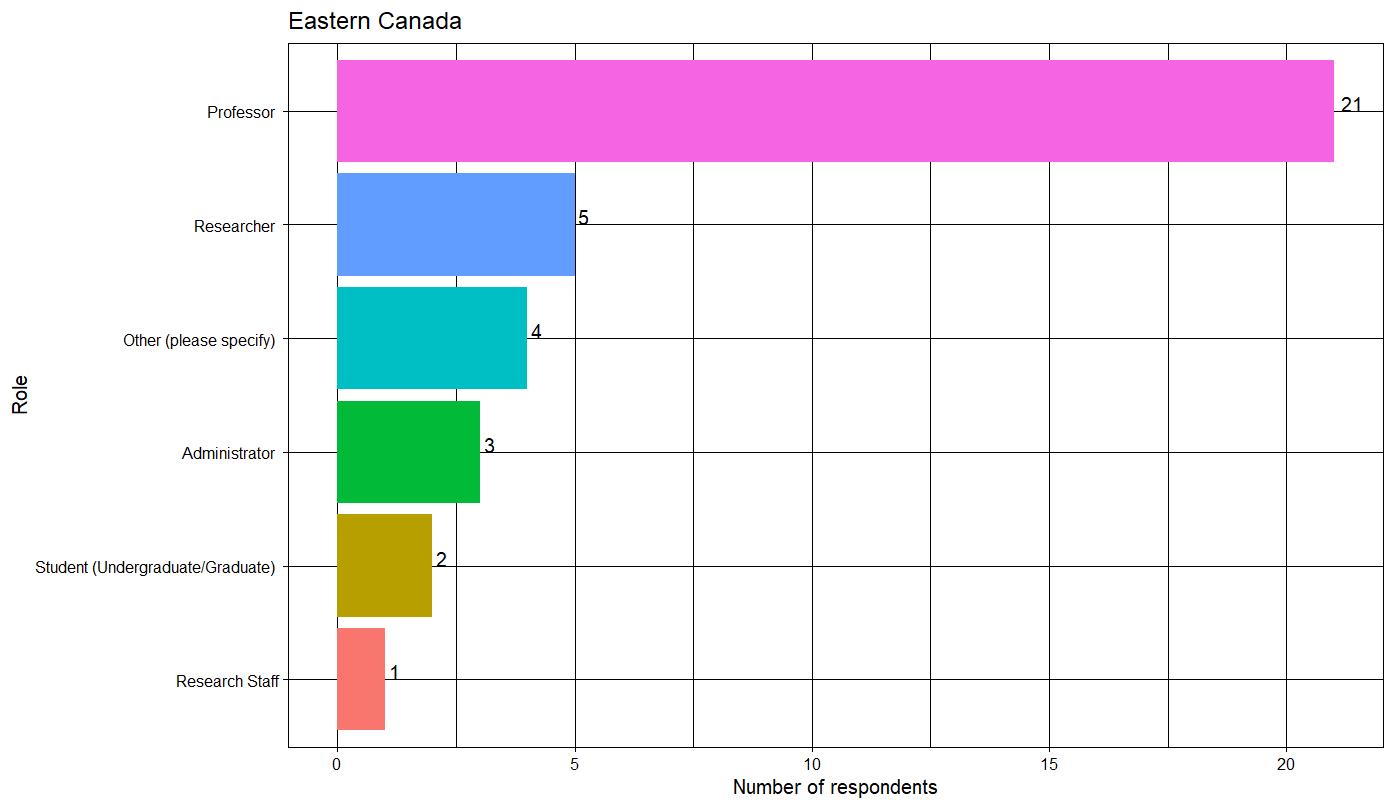 Eastern Canada
Professor
21
Researcher
5
Other (please specify)
4
Administrator
3
Student (Undergraduate/Graduate)
2
Research Staff
1
Role
0 5 10 15 20
Number of respondents